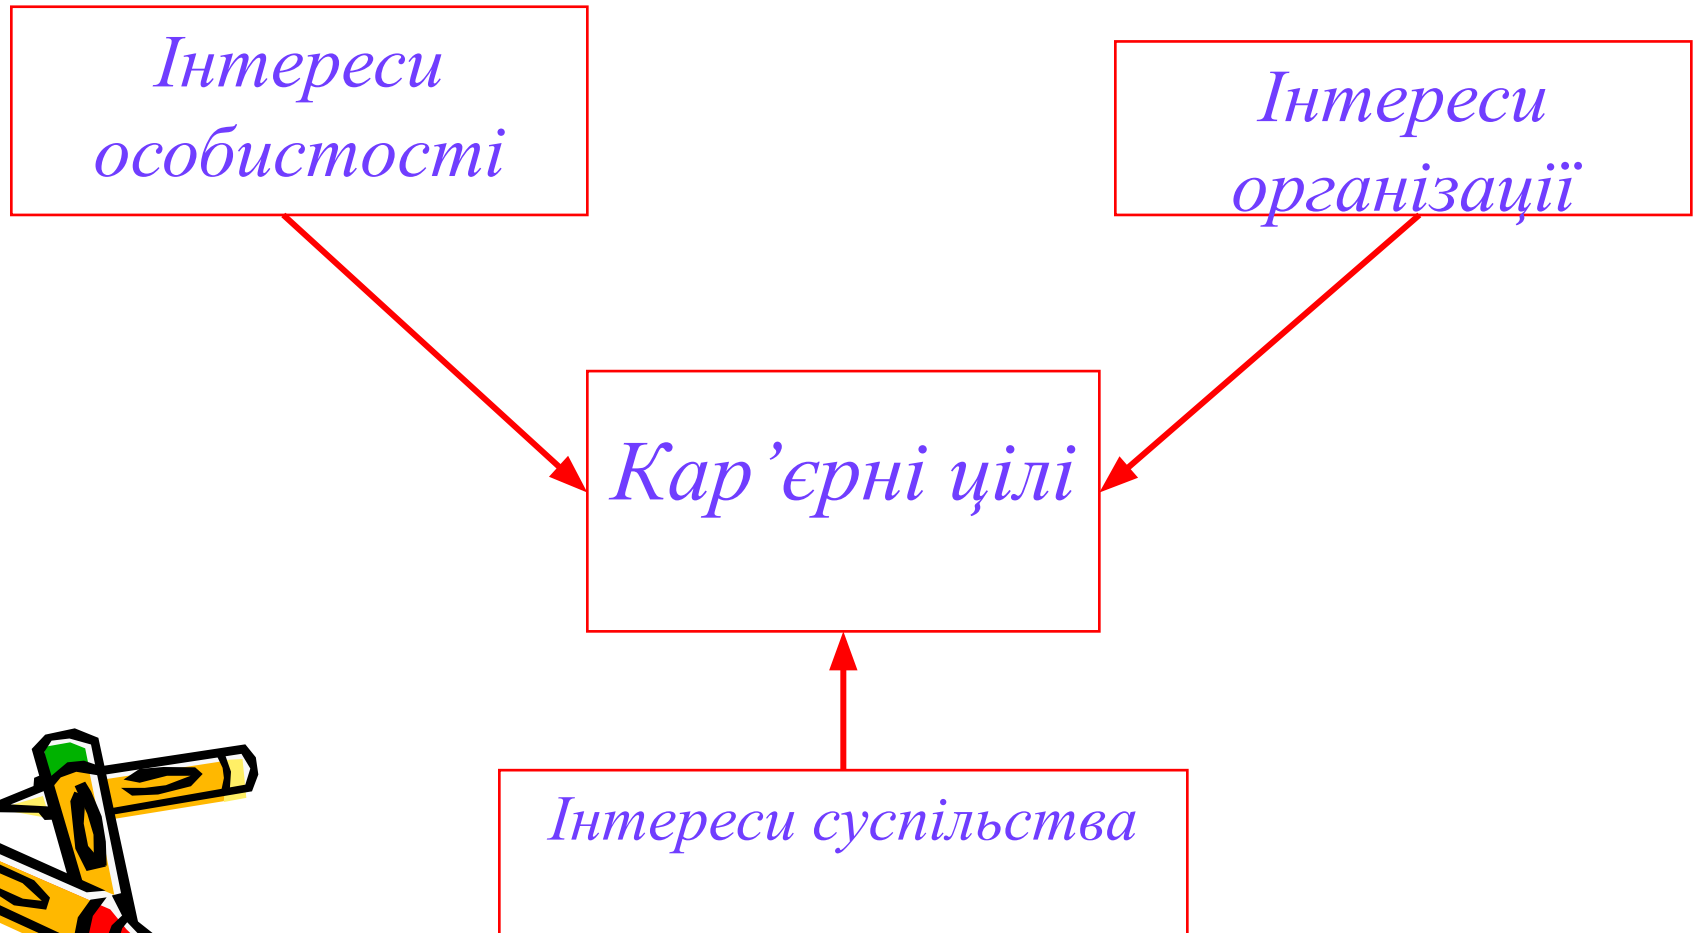 Інтереси
особистості
Інтереси
організації
Кар’єрні цілі
Інтереси суспільства